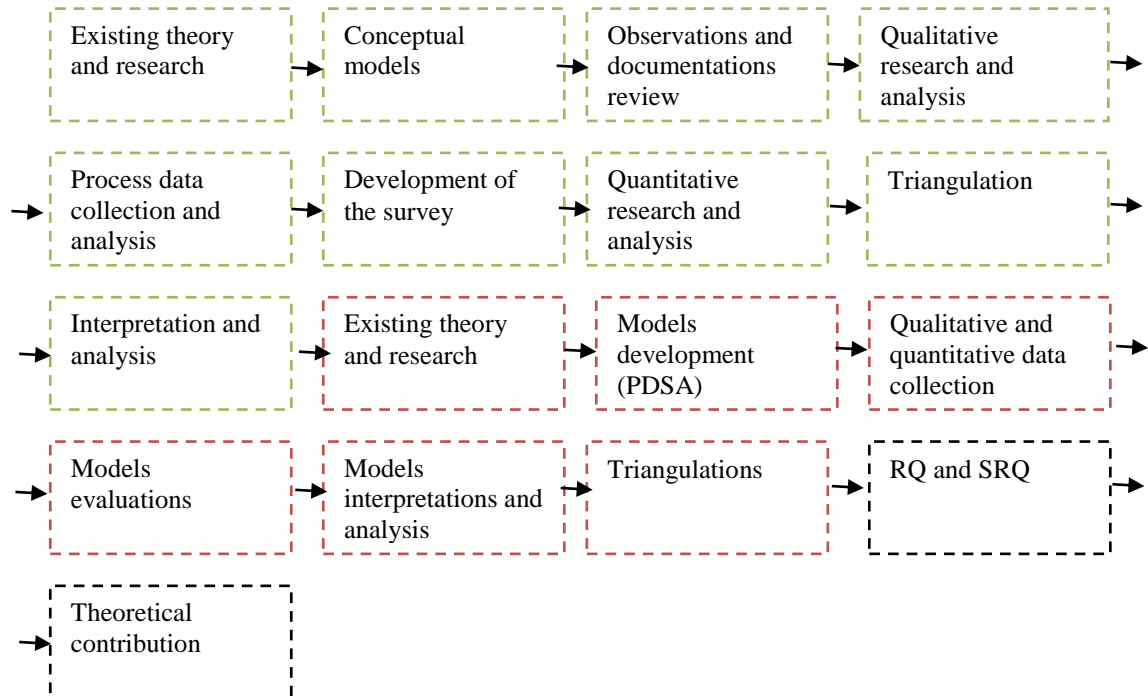 Existing theory
and research
Conceptual
models
Observations and
documentations
review
Qualitative
research and
analysis
Process data
collection and
analysis
Development of
the survey
Quantitative
research and
analysis
Triangulation
Interpretation and
analysis
Existing theory
and research
Models
development
(PDSA)
Qualitative and
quantitative data
collection
Models
evaluations
Models
interpretations and
analysis
Triangulations
RQ and SRQ
Theoretical
contribution